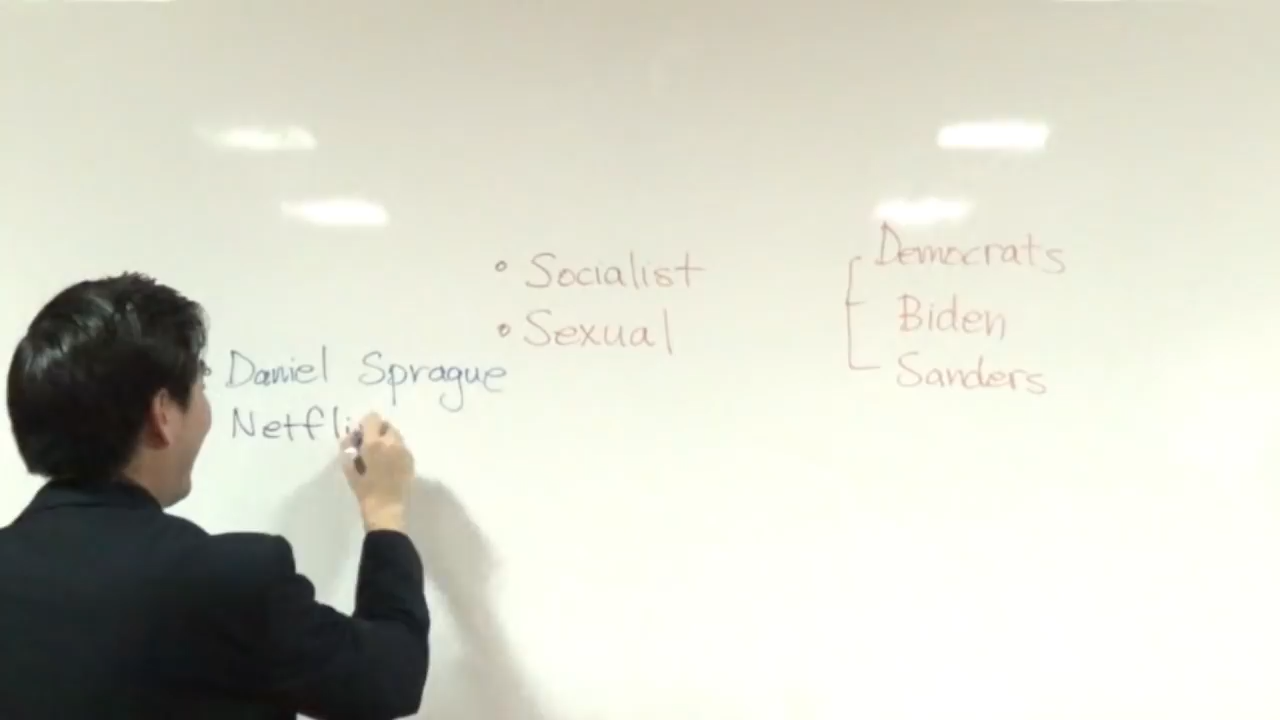 • Socialist
• Sexual
Democrats
Biden
Sanders
• Daniel Sprague
Netfli